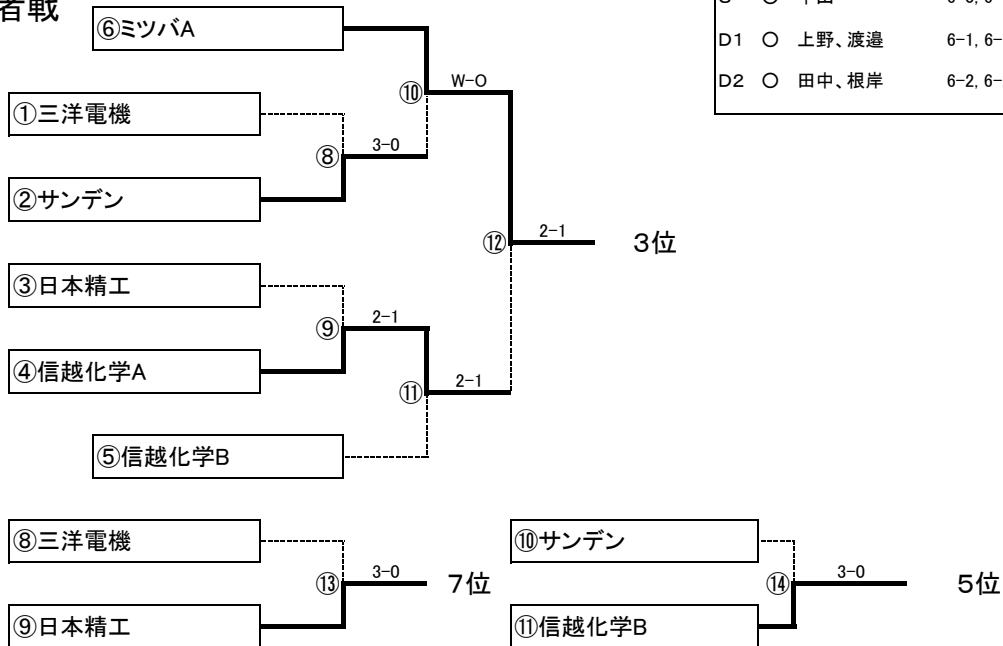 者戦
⑥ミツバA
D1 ○ 上野、渡邉 6-1, 6-
D2 ○ 田中、根岸 6-2, 6-
⑩ W-O
①三洋電機
⑧ 3-0
②サンデン
⑫ 2-1 3位
③日本精工
⑨ 2-1
④信越化学A
⑪ 2-1
⑤信越化学B
⑧三洋電機
⑬ 3-0 7位
⑨日本精工
⑩サンデン
⑭ 3-0 5位
⑪信越化学B